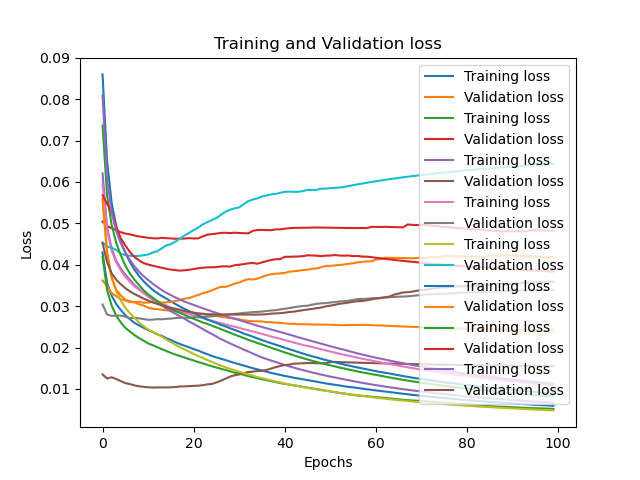 Training and Validation loss
0.09
0.08
0.07
0.06
0.05
0.04
0.03
0.02
0.01
Loss
Training loss
Validation loss
Training loss
Validation loss
Training loss
Validation loss
Training loss
Validation loss
Training loss
Validation loss
Training loss
Validation loss
Training loss
Validation loss
Training loss
Validation loss
0 20 40 60 80 100
Epochs